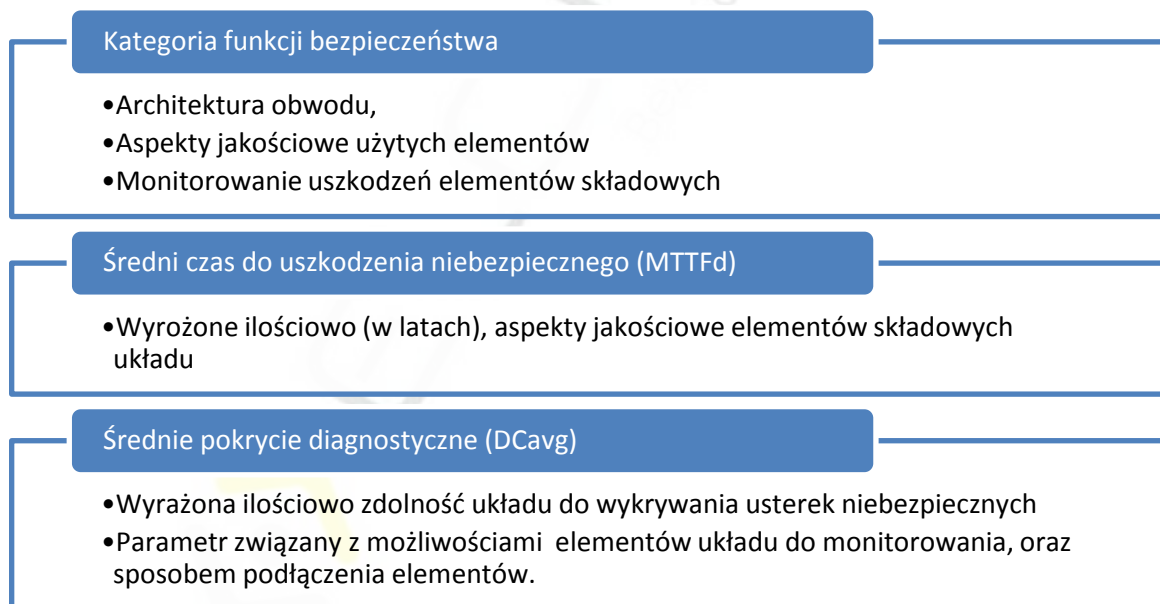 Kategoria funkcji bezpieczeństwa
•Architektura obwodu,
•Aspekty jakościowe użytych elementów
•Monitorowanie uszkodzeń elementów składowych
Średni czas do uszkodzenia niebezpiecznego (MTTFd)
•Wyrożone ilościowo (w latach), aspekty jakościowe elementów składowych
układu
Średnie pokrycie diagnostyczne (DCavg)
•Wyrażona ilościowo zdolność układu do wykrywania usterek niebezpiecznych
•Parametr związany z możliwościami elementów układu do monitorowania, oraz
sposobem podłączenia elementów.